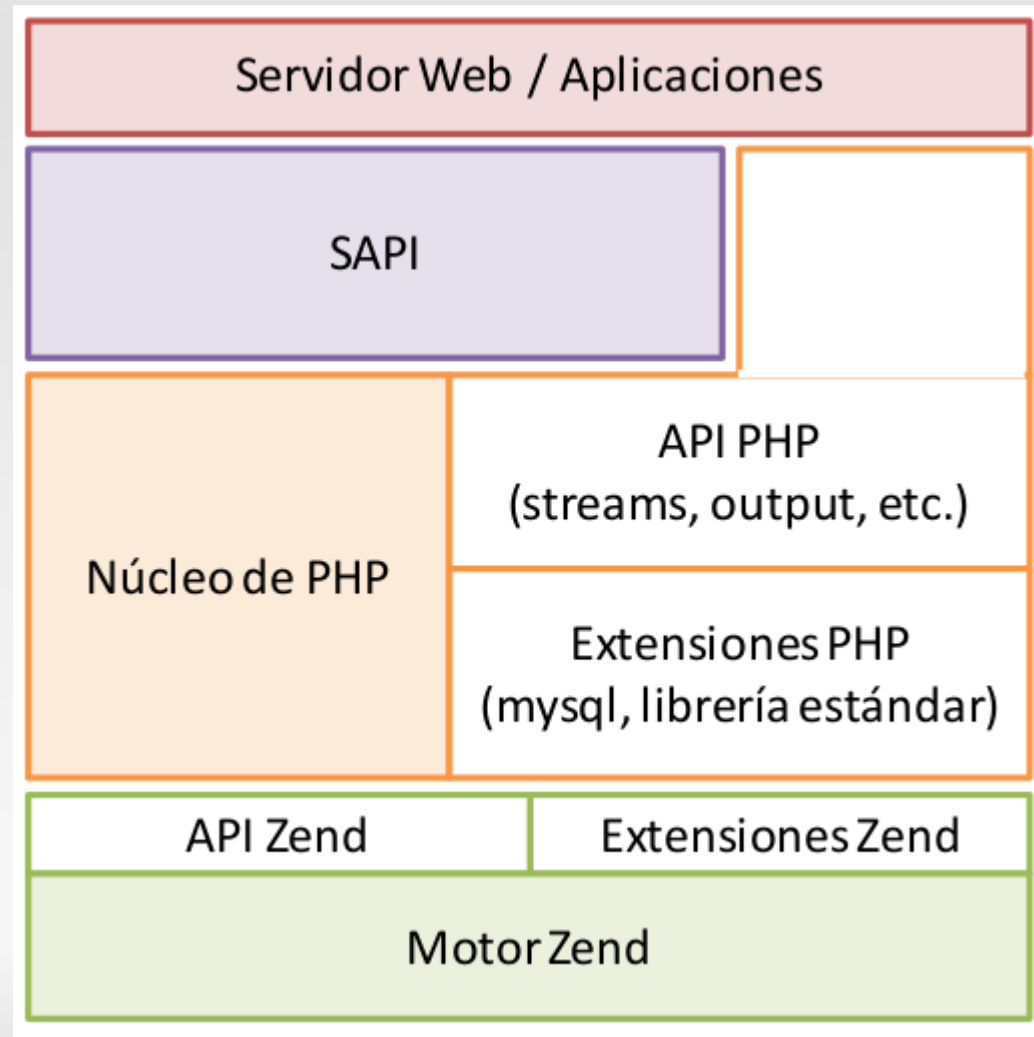 Servidor Web / Aplicaciones
SAPI
API PHP
(streams, output, etc.)
Núcleo de PHP
Extensiones PHP
(mysql, librería estándar)
API Zend
Extensiones Zend
Motor Zend